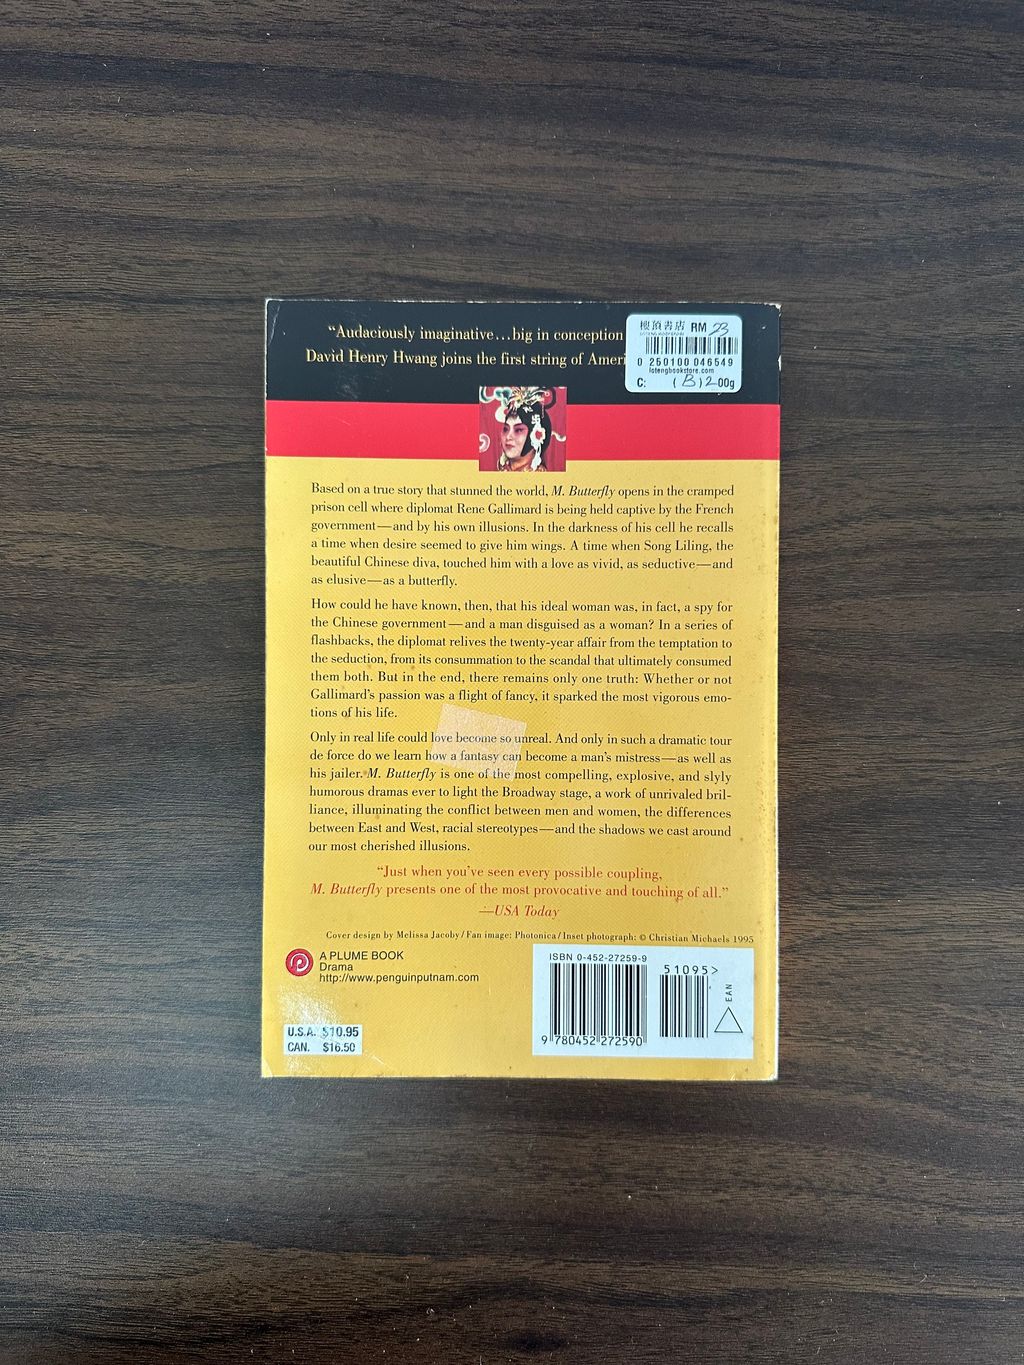 “Audaciously imaginative...big in conception
David Henry Hwang joins the first string of Ameri
樓頂書店 RM 23
0 250100 046549
lotengbookstore.com
C: (B) 200g
Based on a true story that stunned the world, M. Butterfly opens in the cramped
prison cell where diplomat Rene Gallimard is being held captive by the French
government—and by his own illusions. In the darkness of his cell he recalls
a time when desire seemed to give him wings. A time when Song Liling, the
beautiful Chinese diva, touched him with a love as vivid, as seductive—and
as elusive—as a butterfly.
How could he have known, then, that his ideal woman was, in fact, a spy for
the Chinese government—and a man disguised as a woman? In a series of
flashbacks, the diplomat relives the twenty-year affair from the temptation to
the seduction, from its consummation to the scandal that ultimately consumed
them both. But in the end, there remains only one truth: Whether or not
Gallimard's passion was a flight of fancy, it sparked the most vigorous emo-
tions of his life.
Only in real life could love become so unreal. And only in such a dramatic tour
de force do we learn how a fantasy can become a man's mistress—as well as
his jailer. M. Butterfly is one of the most compelling, explosive, and slyly
humorous dramas ever to light the Broadway stage, a work of unrivaled bril-
liance, illuminating the conflict between men and women, the differences
between East and West, racial stereotypes—and the shadows we cast around
our most cherished illusions.
“Just when you've seen every possible coupling,
M. Butterfly presents one of the most provocative and touching of all.”
—USA Today
Cover design by Melissa Jacoby/Fan image: Photonica/Inset photograph: © Christian Michaels 1995
A PLUME BOOK
Drama
http://www.penguinputnam.com
ISBN 0-452-27259-9
51095>
EAN
9 780452 272590
U.S.A. $10.95
CAN. $16.50